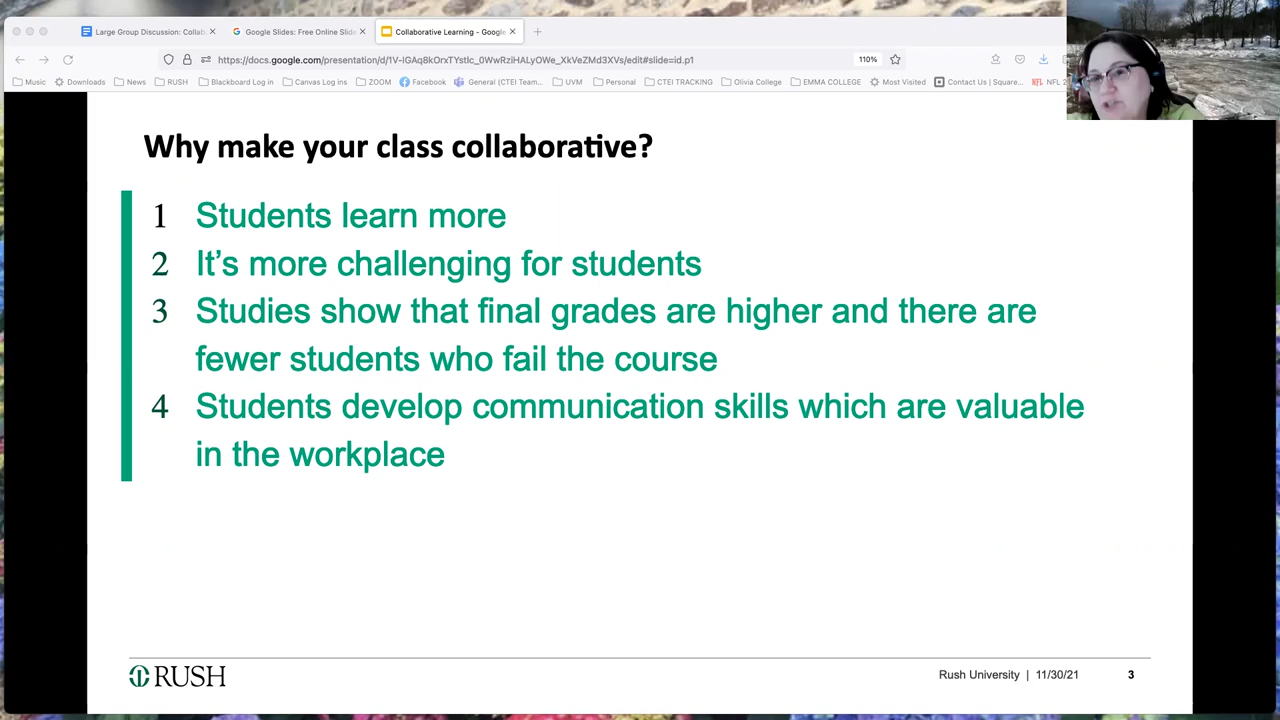 Large Group Discussion: Collab
Google Slides: Free Online Slide
Collaborative Learning - Google
https://docs.google.com/presentation/d/1V-IGAq8kOrxTYstIc_0WwRziHALyOWe_XkVeZMd3XVs/edit#slide=id.p1
110%
Music Downloads News RUSH Blackboard Log in Canvas Log ins ZOOM Facebook General (CTEI Team... UVM Personal CTEI TRACKING Olivia College EMMA COLLEGE Most Visited Contact Us | Square... NFL 2
Why make your class collaborative?
1 Students learn more
2 It's more challenging for students
3 Studies show that final grades are higher and there are
fewer students who fail the course
4 Students develop communication skills which are valuable
in the workplace
RUSH
Rush University | 11/30/21 3